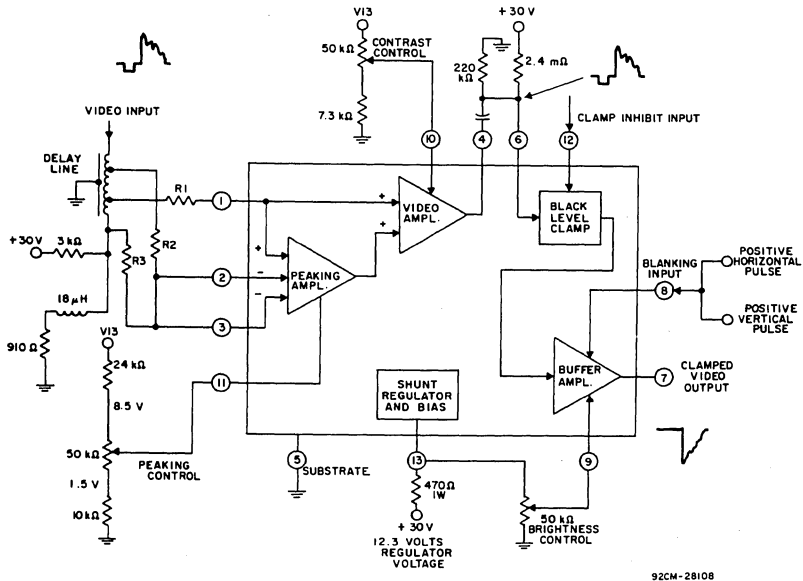 V13
50 kΩ
CONTRAST
CONTROL
7.3 kΩ
+ 30 V
220
kΩ
2.4 mΩ
VIDEO INPUT
DELAY
LINE
CLAMP INHIBIT INPUT
10
4
6
12
R1
1
+
+
VIDEO
AMPL.
BLACK
LEVEL
CLAMP
+30V
3 kΩ
R3
R2
+
-
-
PEAKING
AMPL.
2
3
18 μH
910 Ω
BLANKING
INPUT
8
POSITIVE
HORIZONTAL
PULSE
POSITIVE
VERTICAL
PULSE
V13
24 kΩ
8.5 V
11
50 kΩ
PEAKING
CONTROL
1.5 V
10 kΩ
SHUNT
REGULATOR
AND BIAS
BUFFER
AMPL.
7
CLAMPED
VIDEO
OUTPUT
5
SUBSTRATE
13
470Ω
1W
+ 30 V
12.3 VOLTS
REGULATOR
VOLTAGE
9
50 kΩ
BRIGHTNESS
CONTROL
92CM-28108